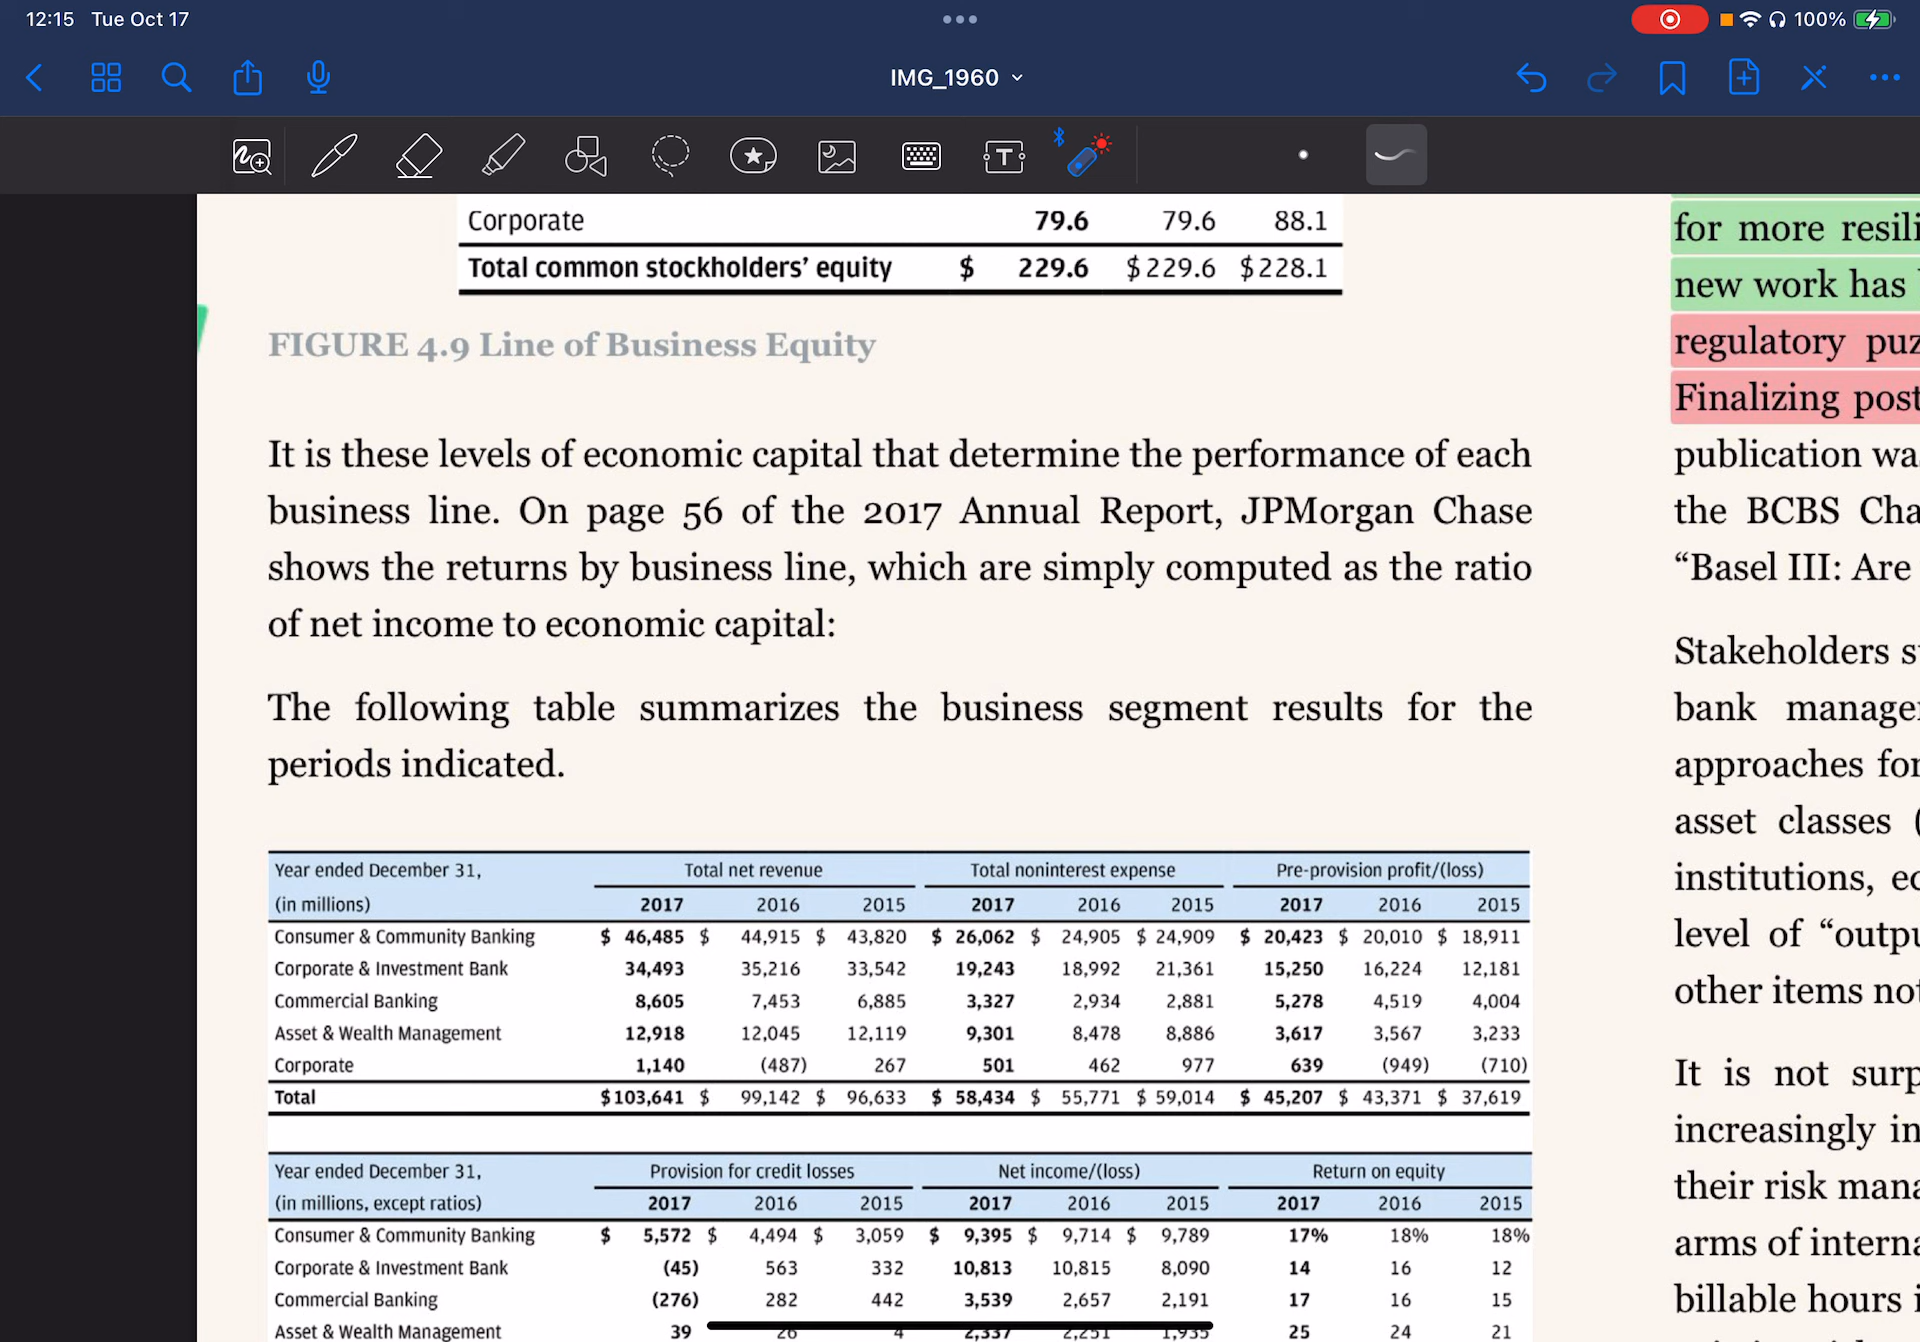 12:15 Tue Oct 17
100%
IMG_1960
Corporate 79.6 79.6 88.1
Total common stockholders’ equity $ 229.6 $229.6 $228.1
FIGURE 4.9 Line of Business Equity
It is these levels of economic capital that determine the performance of each
business line. On page 56 of the 2017 Annual Report, JPMorgan Chase
shows the returns by business line, which are simply computed as the ratio
of net income to economic capital:
The following table summarizes the business segment results for the
periods indicated.
Year ended December 31, Total net revenue Total noninterest expense Pre-provision profit/(loss)
(in millions) 2017 2016 2015 2017 2016 2015 2017 2016 2015
Consumer & Community Banking $ 46,485 $ 44,915 $ 43,820 $ 26,062 $ 24,905 $ 24,909 $ 20,423 $ 20,010 $ 18,911
Corporate & Investment Bank 34,493 35,216 33,542 19,243 18,992 21,361 15,250 16,224 12,181
Commercial Banking 8,605 7,453 6,885 3,327 2,934 2,881 5,278 4,519 4,004
Asset & Wealth Management 12,918 12,045 12,119 9,301 8,478 8,886 3,617 3,567 3,233
Corporate 1,140 (487) 267 501 462 977 639 (949) (710)
Total $103,641 $ 99,142 $ 96,633 $ 58,434 $ 55,771 $ 59,014 $ 45,207 $ 43,371 $ 37,619
Year ended December 31, Provision for credit losses Net income/(loss) Return on equity
(in millions, except ratios) 2017 2016 2015 2017 2016 2015 2017 2016 2015
Consumer & Community Banking $ 5,572 $ 4,494 $ 3,059 $ 9,395 $ 9,714 $ 9,789 17% 18% 18%
Corporate & Investment Bank (45) 563 332 10,813 10,815 8,090 14 16 12
Commercial Banking (276) 282 442 3,539 2,657 2,191 17 16 15
Asset & Wealth Management 39 26 4 2,337 2,251 1,935 25 24 21
for more resili
new work has
regulatory puz
Finalizing post
publication wa
the BCBS Cha
“Basel III: Are
Stakeholders
bank manage
approaches for
asset classes (
institutions, ec
level of “outpu
other items not
It is not surp
increasingly in
their risk mana
arms of interna
billable hours i